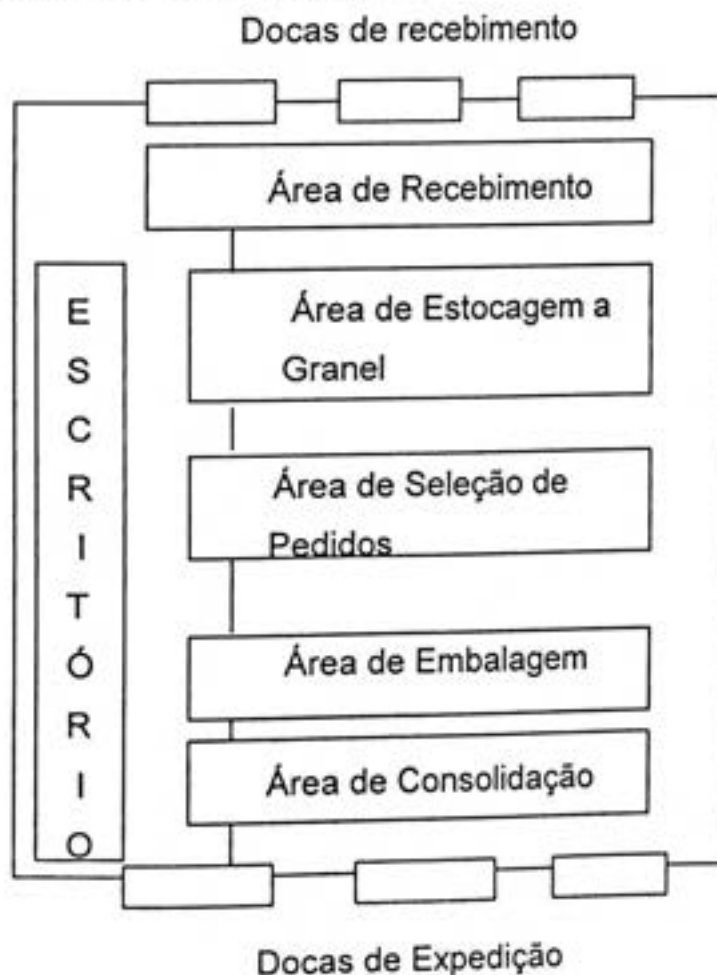 Docas de recebimento
Área de Recebimento
Área de Estocagem a
Granel
Área de Seleção de
Pedidos
Área de Embalagem
Área de Consolidação
E
S
C
R
I
T
Ó
R
I
O
Docas de Expedição